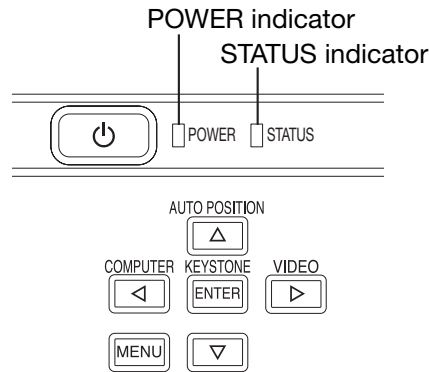 POWER indicator
STATUS indicator
POWER STATUS
AUTO POSITION
COMPUTER KEYSTONE VIDEO
ENTER
MENU